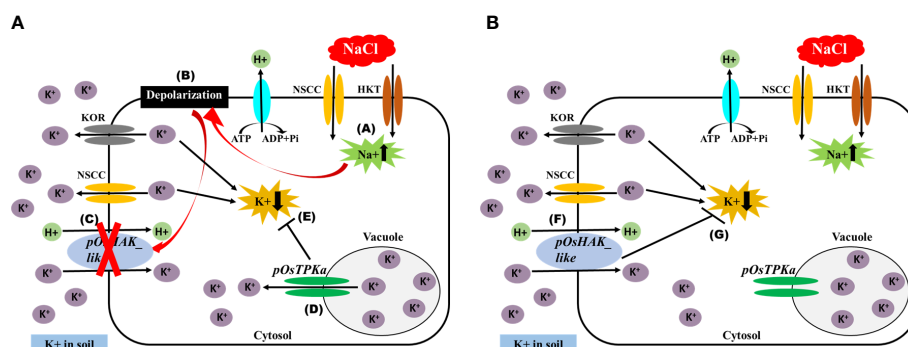 A
NaCl
H+
(B)
Depolarization
NSCC
HKT
K+
K+
KOR
ATP
ADP+Pi
(A)
Na+
K+
K+
K+
NSCC
K+
K+
K+
(E)
K+
(C)
H+
H+
pOsHAK_
like
Vacuole
K+
K+
pOsTPKa
K+
K+
K+
K+
K+
K+
K+
(D)
K+
K+
K+
Cytosol
K+ in soil
B
NaCl
H+
NSCC
HKT
K+
K+
KOR
ATP
ADP+Pi
Na+
K+
K+
K+
NSCC
K+
K+
K+
K+
(G)
(F)
H+
H+
pOsHAK_
like
Vacuole
K+
K+
pOsTPKa
K+
K+
K+
K+
K+
K+
K+
K+
K+
Cytosol
K+ in soil